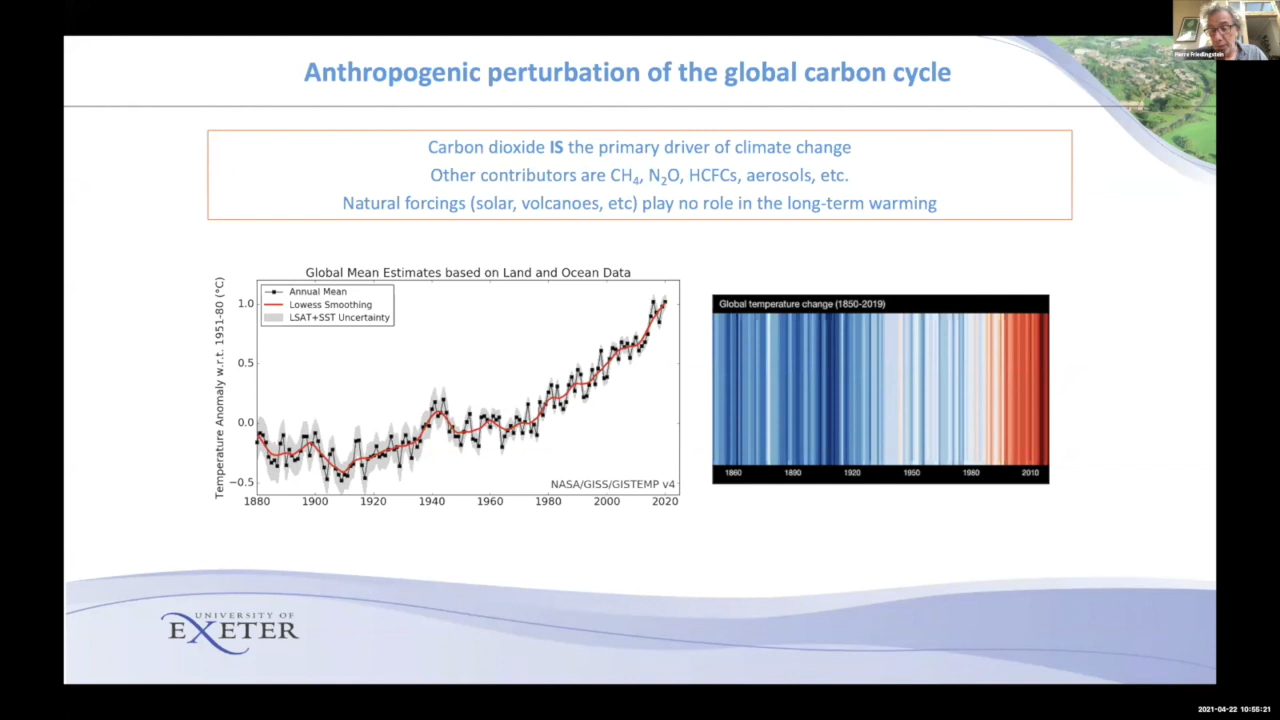 Pierre Friedlingstein
Anthropogenic perturbation of the global carbon cycle
Carbon dioxide IS the primary driver of climate change
Other contributors are CH₄, N₂O, HCFCs, aerosols, etc.
Natural forcings (solar, volcanoes, etc) play no role in the long-term warming
Global Mean Estimates based on Land and Ocean Data
Temperature Anomaly w.r.t. 1951-80 (°C)
Annual Mean
Lowess Smoothing
LSAT+SST Uncertainty
1.0
0.5
0.0
−0.5
NASA/GISS/GISTEMP v4
1880 1900 1920 1940 1960 1980 2000 2020
Global temperature change (1850-2019)
1860 1890 1920 1950 1980 2010
UNIVERSITY OF
EXETER
2021-04-22 10:55:21